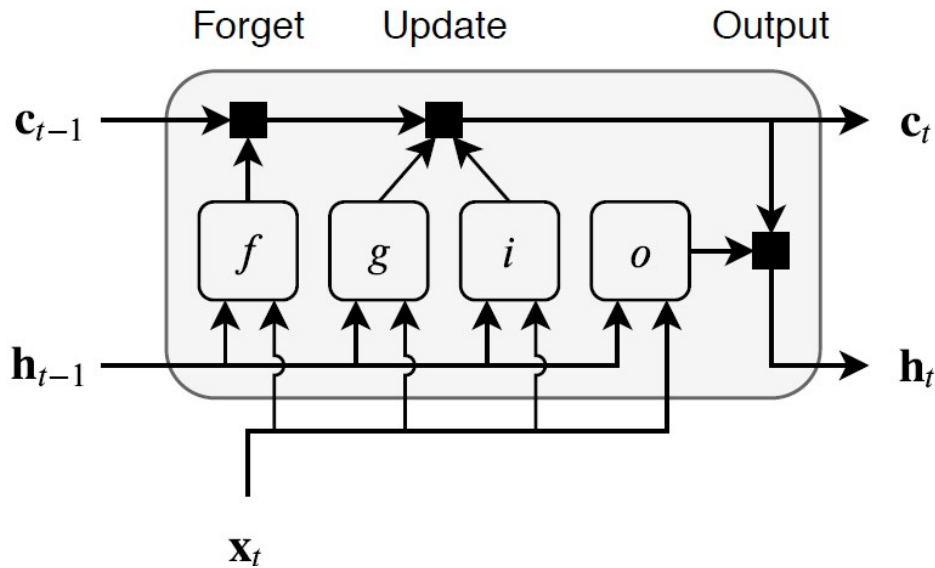 Forget Update Output
c_{t−1} c_t
f g i o
h_{t−1} h_t
x_t